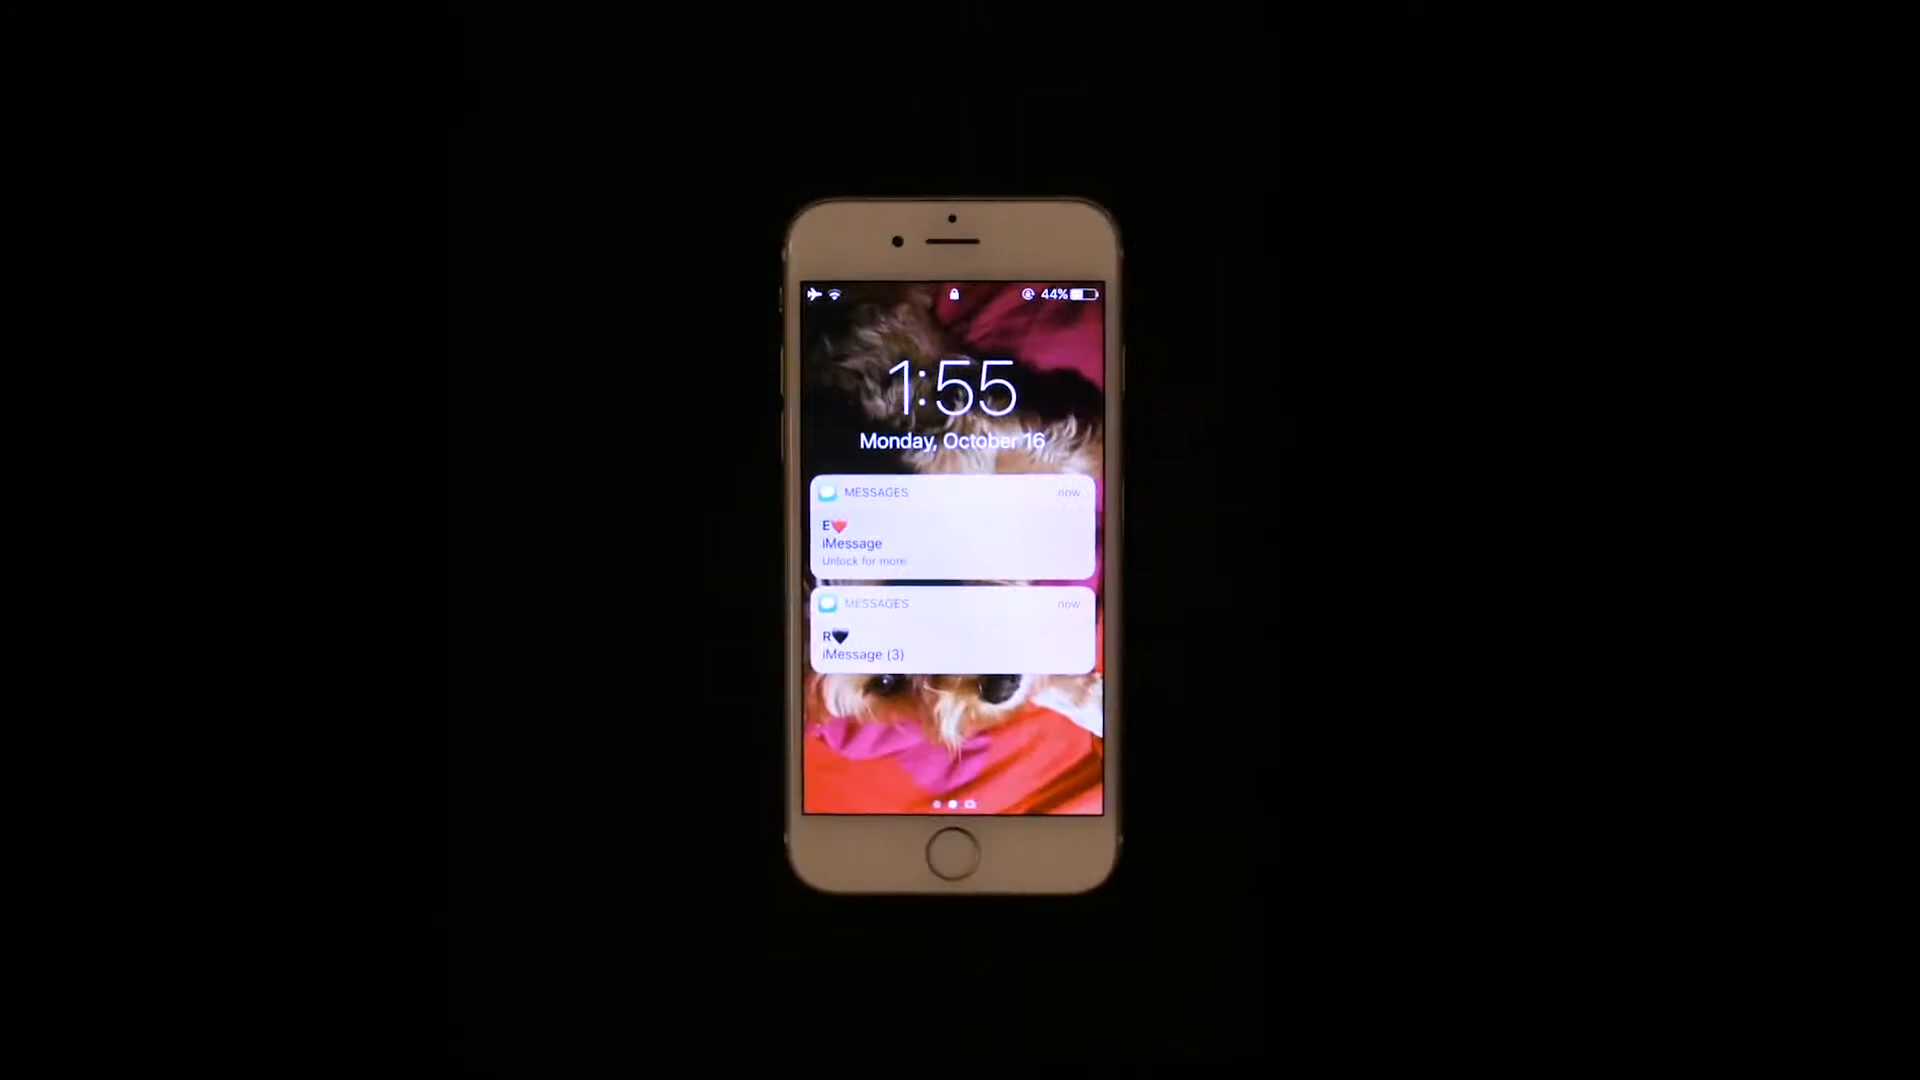 44%
1:55
Monday, October 16
MESSAGES now
E❤️
iMessage
Unlock for more
MESSAGES now
R🖤
iMessage (3)